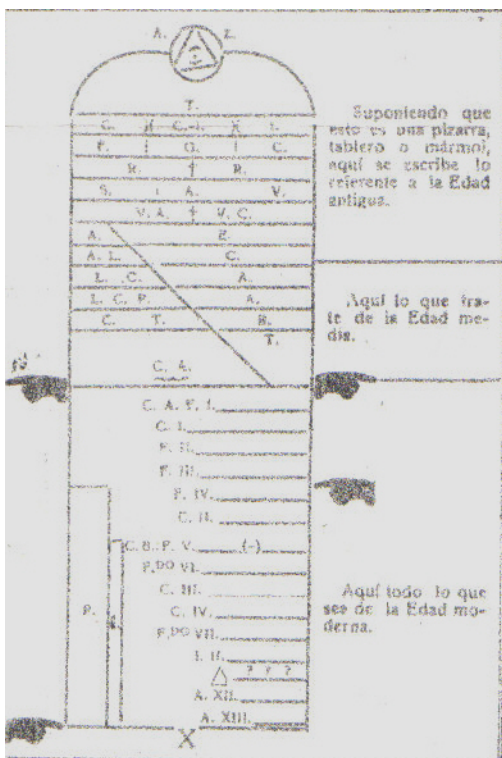 A. Z.
T.
G. H C.-I. K I.
F. | G. | C.
R. † R.
S. A. V.
V. A. † V. C.
A. E.
A. L. C.
L. C. A.
L. C. P. A.
C. T. B.
T.
C. A.
C. A. F. I.
C. I.
F. II.
F. III.
F. IV.
C. II.
C. B. F. V. (-)
F.DO VI.
C. III.
C. IV.
F.DO VII.
I. II.
? ? ?
A. XII.
A. XIII.
P.
X
Suponiendo que
esto es una pizarra,
tablero o mármol,
aquí se escribe lo
referente a la Edad
antigua.
Aquí lo que tra-
te de la Edad me-
dia.
Aquí todo lo que
sea de la Edad mo-
derna.